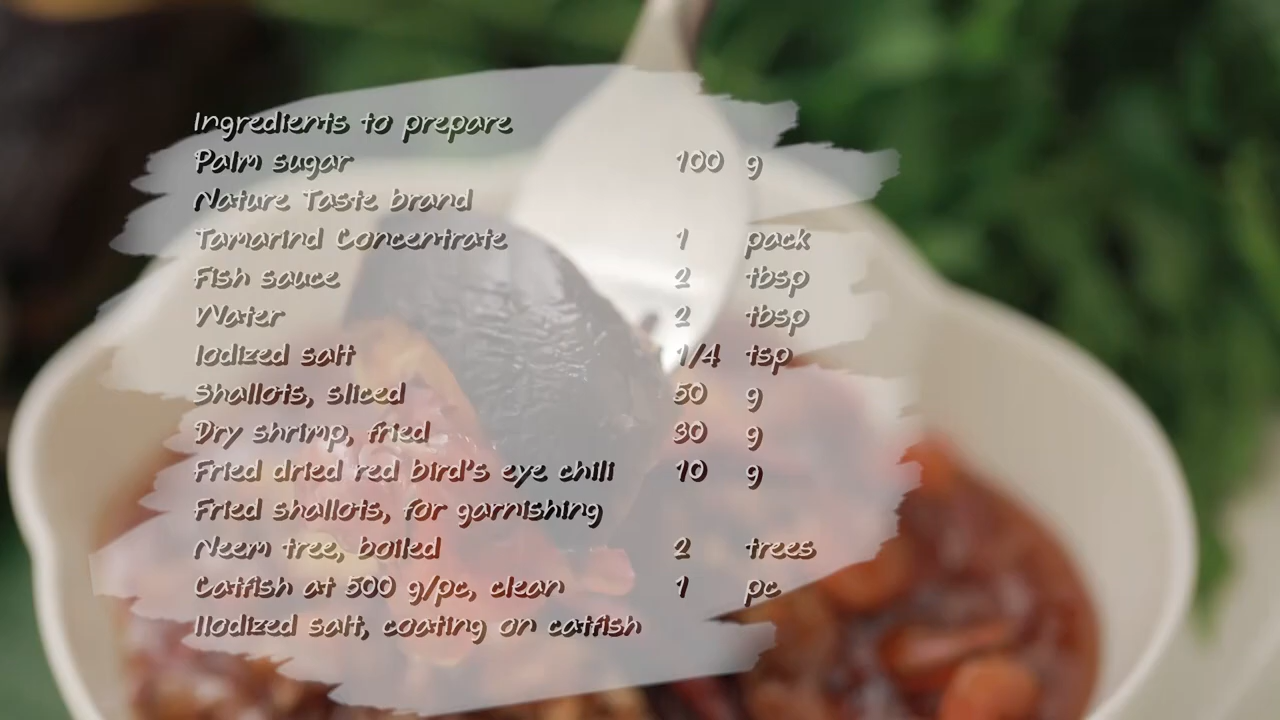 Ingredients to prepare
Palm sugar 100 g
Nature Taste brand
Tamarind Concentrate 1 pack
Fish sauce 2 tbsp
Water 2 tbsp
Iodized salt 1/4 tsp
Shallots, sliced 50 g
Dry shrimp, fried 30 g
Fried dried red bird's eye chili 10 g
Fried shallots, for garnishing
Neem tree, boiled 2 trees
Catfish at 500 g/pc, clean 1 pc
Ilodized salt, coating on catfish